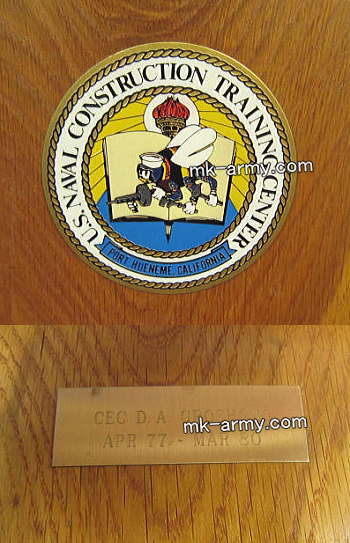 U.S. NAVAL CONSTRUCTION TRAINING CENTER
mk-army.com
PORT HUENEME, CALIFORNIA
CEC D. A.
mk-army.com
APR 77 - MAR 80